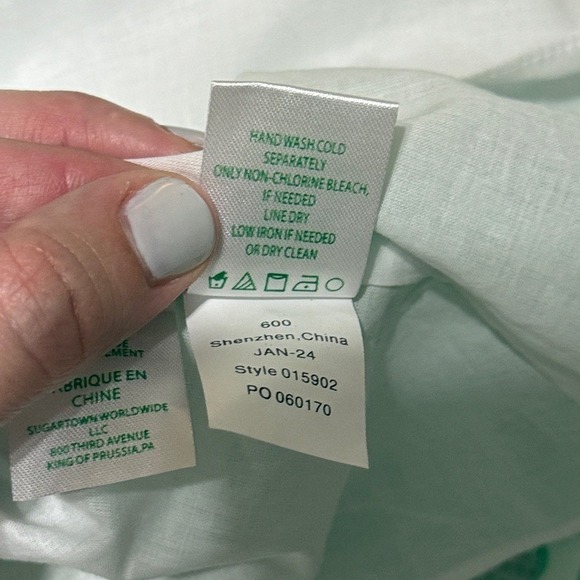 HAND WASH COLD
SEPARATELY
ONLY NON-CHLORINE BLEACH,
IF NEEDED
LINE DRY
LOW IRON IF NEEDED
OR DRY CLEAN
600
Shenzhen, China
JAN-24
Style 015902
PO 060170
EN
CHINE
SUGARTOWN WORLDWIDE
LLC
800 THIRD AVENUE
KING OF PRUSSIA, PA